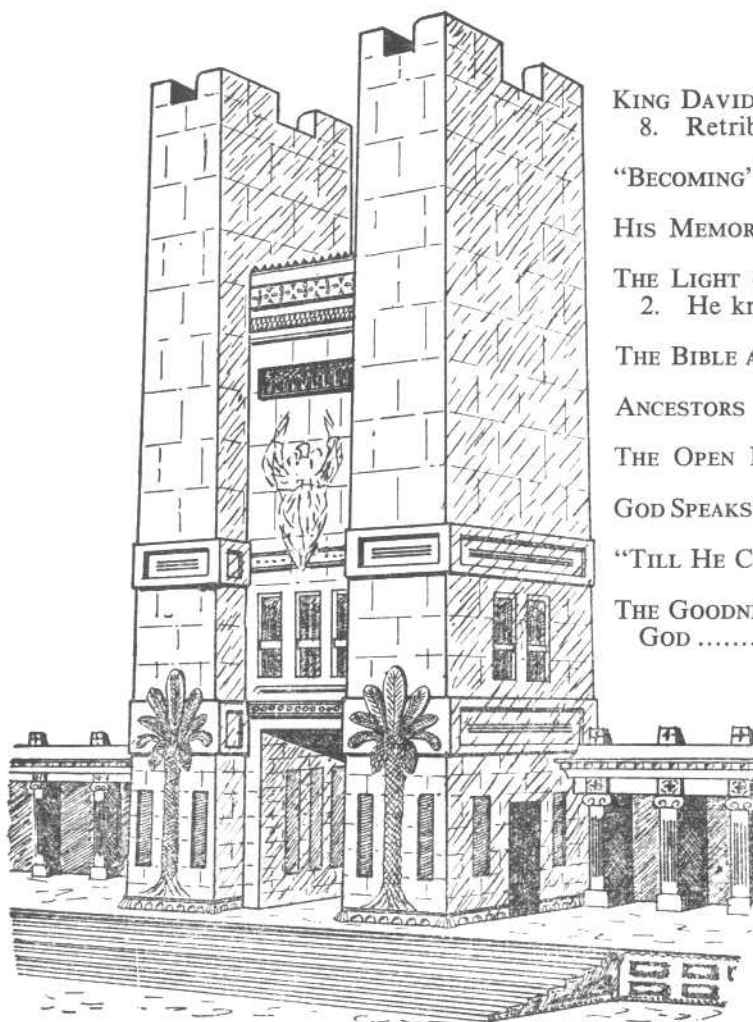 KING DAVID
8. Retrib
"BECOMING"
HIS MEMOR
THE LIGHT
2. He kn
THE BIBLE A
ANCESTORS
THE OPEN
GOD SPEAKS
"TILL HE C
THE GOODNE
GOD ........